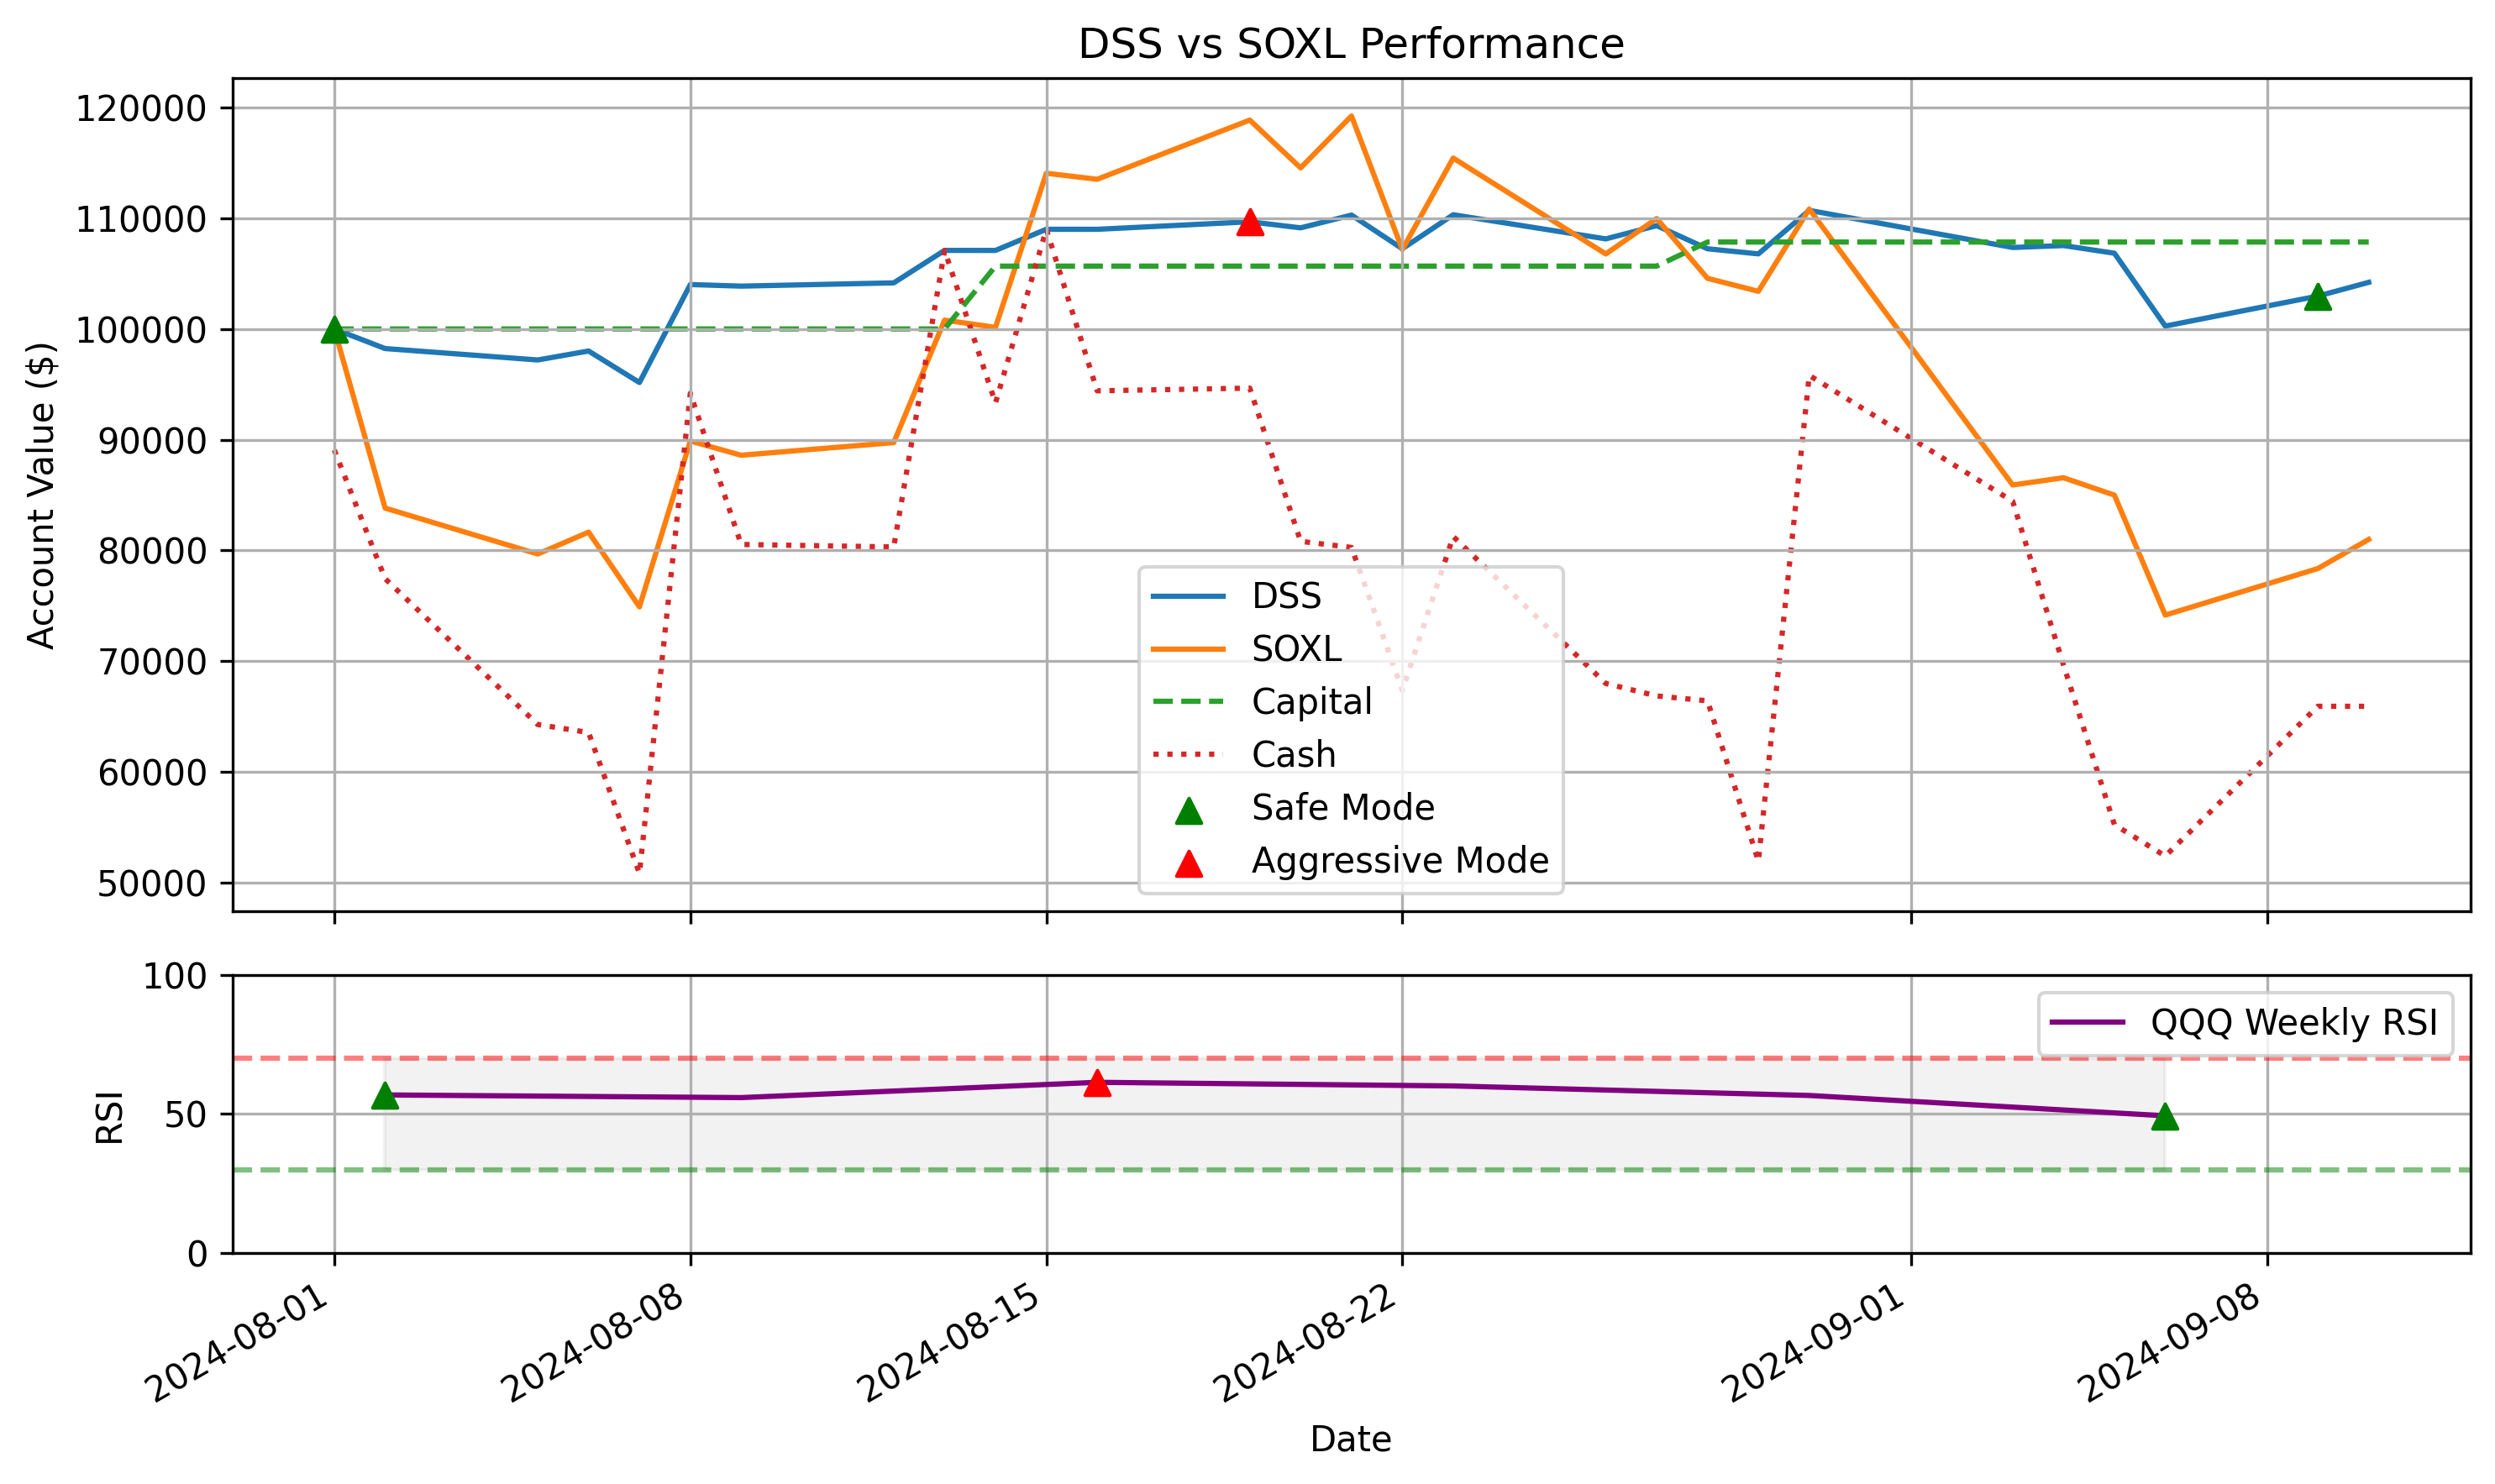 DSS vs SOXL Performance
120000
110000
100000
90000
80000
70000
60000
50000
Account Value ($)
DSS
SOXL
Capital
Cash
Safe Mode
Aggressive Mode
100
50
0
RSI
QQQ Weekly RSI
2024-08-01
2024-08-08
2024-08-15
2024-08-22
2024-09-01
2024-09-08
Date